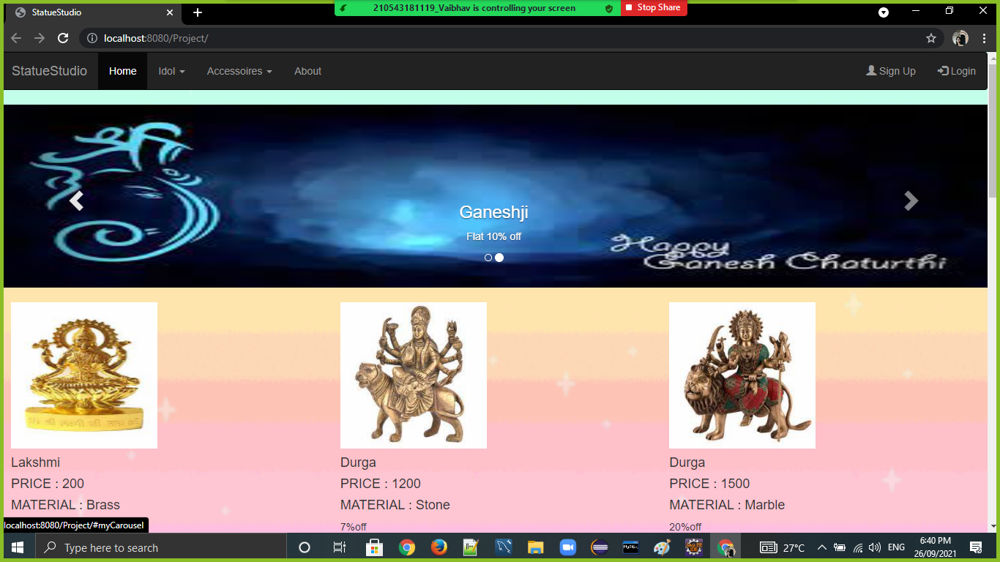 StatueStudio
210543181119_Vaibhav is controlling your screen
Stop Share
localhost:8080/Project/
StatueStudio
Home
Idol
Accessoires
About
Sign Up
Login
श्री
Ganeshji
Flat 10% off
Happy
Ganesh Chaturthi
Lakshmi
PRICE : 200
MATERIAL : Brass
Durga
PRICE : 1200
MATERIAL : Stone
7%off
Durga
PRICE : 1500
MATERIAL : Marble
20%off
localhost:8080/Project/#myCarousel
Type here to search
27°C
ENG
6:40 PM
26/09/2021